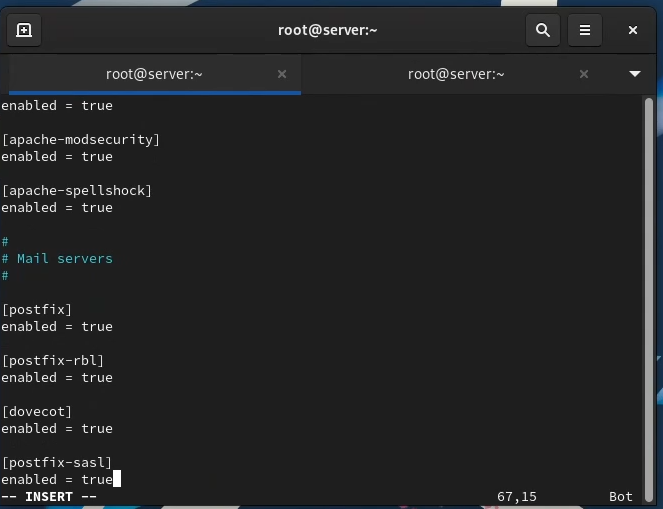 root@server:~
root@server:~ root@server:~
enabled = true
[apache-modsecurity]
enabled = true
[apache-spellshock]
enabled = true
#
# Mail servers
#
[postfix]
enabled = true
[postfix-rbl]
enabled = true
[dovecot]
enabled = true
[postfix-sasl]
enabled = true
-- INSERT -- 67,15 Bot